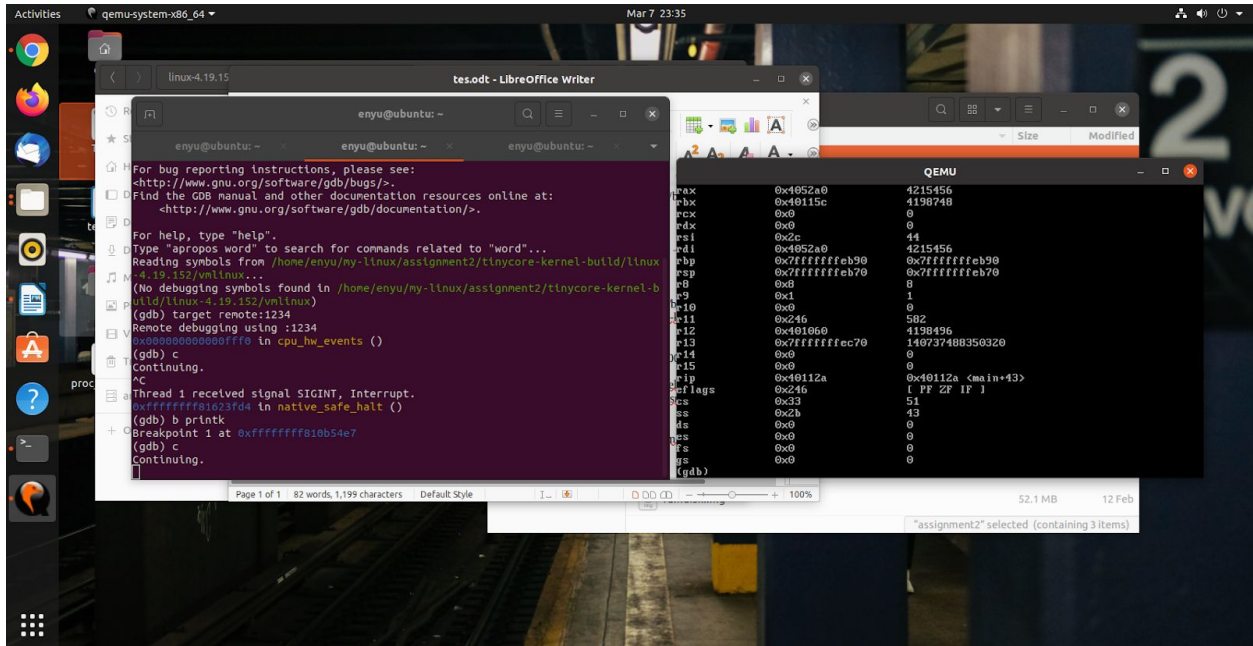 Activities qemu-system-x86_64 Mar 7 23:35
linux-4.19.15 tes.odt - LibreOffice Writer
enyu@ubuntu: ~
enyu@ubuntu: ~ enyu@ubuntu: ~ enyu@ubuntu: ~
For bug reporting instructions, please see:
<http://www.gnu.org/software/gdb/bugs/>.
Find the GDB manual and other documentation resources online at:
<http://www.gnu.org/software/gdb/documentation/>.
For help, type "help".
Type "apropos word" to search for commands related to "word"...
Reading symbols from /home/enyu/my-linux/assignment2/tinycore-kernel-build/linux
-4.19.152/vmlinux...
(No debugging symbols found in /home/enyu/my-linux/assignment2/tinycore-kernel-b
uild/linux-4.19.152/vmlinux)
(gdb) target remote:1234
Remote debugging using :1234
0x000000000000fff0 in cpu_hw_events ()
(gdb) c
Continuing.
^C
Thread 1 received signal SIGINT, Interrupt.
0xffffffff81623fd4 in native_safe_halt ()
(gdb) b printk
Breakpoint 1 at 0xffffffff810b54e7
(gdb) c
Continuing.
Page 1 of 1 82 words, 1,199 characters Default Style 100%
Size Modified
QEMU
rax 0x4052a0 4215456
rbx 0x40115c 4198748
rcx 0x0 0
rdx 0x0 0
rsi 0x2c 44
rdi 0x4052a0 4215456
rbp 0x7fffffffeb90 0x7fffffffeb90
rsp 0x7fffffffeb70 0x7fffffffeb70
r8 0x8 8
r9 0x1 1
r10 0x0 0
r11 0x246 582
r12 0x401060 4198496
r13 0x7fffffffec70 140737488350320
r14 0x0 0
r15 0x0 0
rip 0x40112a 0x40112a <main+43>
eflags 0x246 [ PF ZF IF ]
cs 0x33 51
ss 0x2b 43
ds 0x0 0
es 0x0 0
fs 0x0 0
gs 0x0 0
(gdb)
52.1 MB 12 Feb
"assignment2" selected (containing 3 items)
proc
2